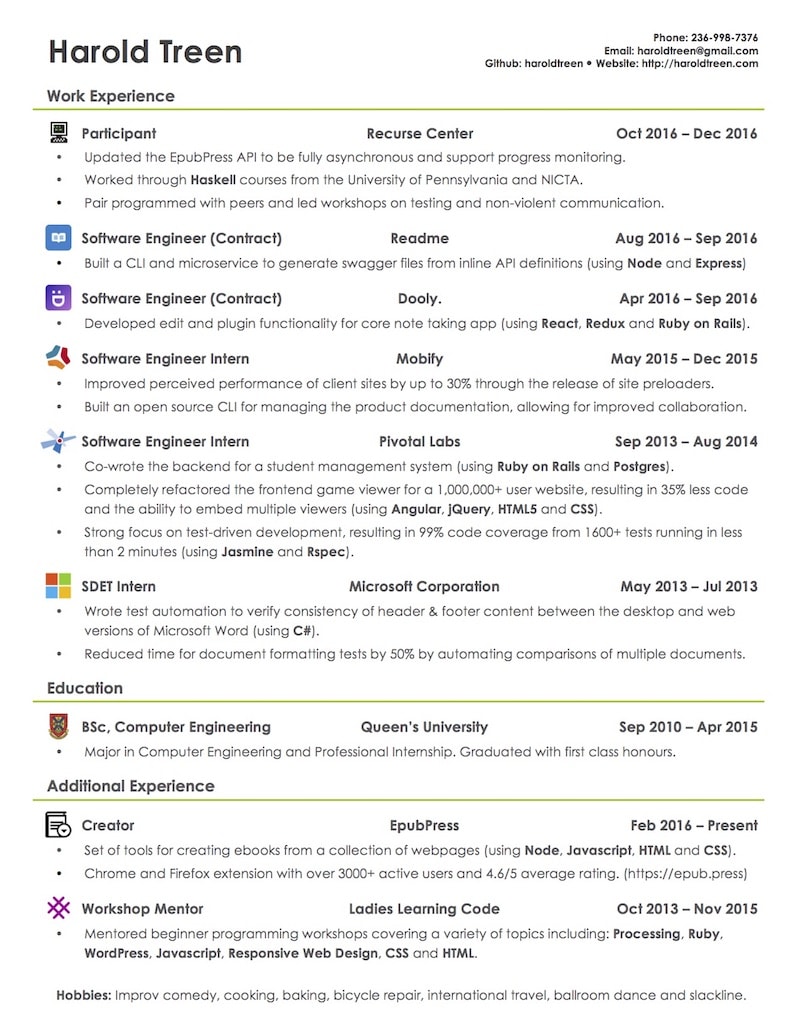 Harold Treen
Phone: 236-998-7376
Email: haroldtreen@gmail.com
Github: haroldtreen • Website: http://haroldtreen.com
Work Experience
Participant Recurse Center Oct 2016 – Dec 2016
• Updated the EpubPress API to be fully asynchronous and support progress monitoring.
• Worked through Haskell courses from the University of Pennsylvania and NICTA.
• Pair programmed with peers and led workshops on testing and non-violent communication.
Software Engineer (Contract) Readme Aug 2016 – Sep 2016
• Built a CLI and microservice to generate swagger files from inline API definitions (using Node and Express)
Software Engineer (Contract) Dooly. Apr 2016 – Sep 2016
• Developed edit and plugin functionality for core note taking app (using React, Redux and Ruby on Rails).
Software Engineer Intern Mobify May 2015 – Dec 2015
• Improved perceived performance of client sites by up to 30% through the release of site preloaders.
• Built an open source CLI for managing the product documentation, allowing for improved collaboration.
Software Engineer Intern Pivotal Labs Sep 2013 – Aug 2014
• Co-wrote the backend for a student management system (using Ruby on Rails and Postgres).
• Completely refactored the frontend game viewer for a 1,000,000+ user website, resulting in 35% less code
and the ability to embed multiple viewers (using Angular, jQuery, HTML5 and CSS).
• Strong focus on test-driven development, resulting in 99% code coverage from 1600+ tests running in less
than 2 minutes (using Jasmine and Rspec).
SDET Intern Microsoft Corporation May 2013 – Jul 2013
• Wrote test automation to verify consistency of header & footer content between the desktop and web
versions of Microsoft Word (using C#).
• Reduced time for document formatting tests by 50% by automating comparisons of multiple documents.
Education
BSc, Computer Engineering Queen's University Sep 2010 – Apr 2015
• Major in Computer Engineering and Professional Internship. Graduated with first class honours.
Additional Experience
Creator EpubPress Feb 2016 – Present
• Set of tools for creating ebooks from a collection of webpages (using Node, Javascript, HTML and CSS).
• Chrome and Firefox extension with over 3000+ active users and 4.6/5 average rating. (https://epub.press)
Workshop Mentor Ladies Learning Code Oct 2013 – Nov 2015
• Mentored beginner programming workshops covering a variety of topics including: Processing, Ruby,
WordPress, Javascript, Responsive Web Design, CSS and HTML.
Hobbies: Improv comedy, cooking, baking, bicycle repair, international travel, ballroom dance and slackline.